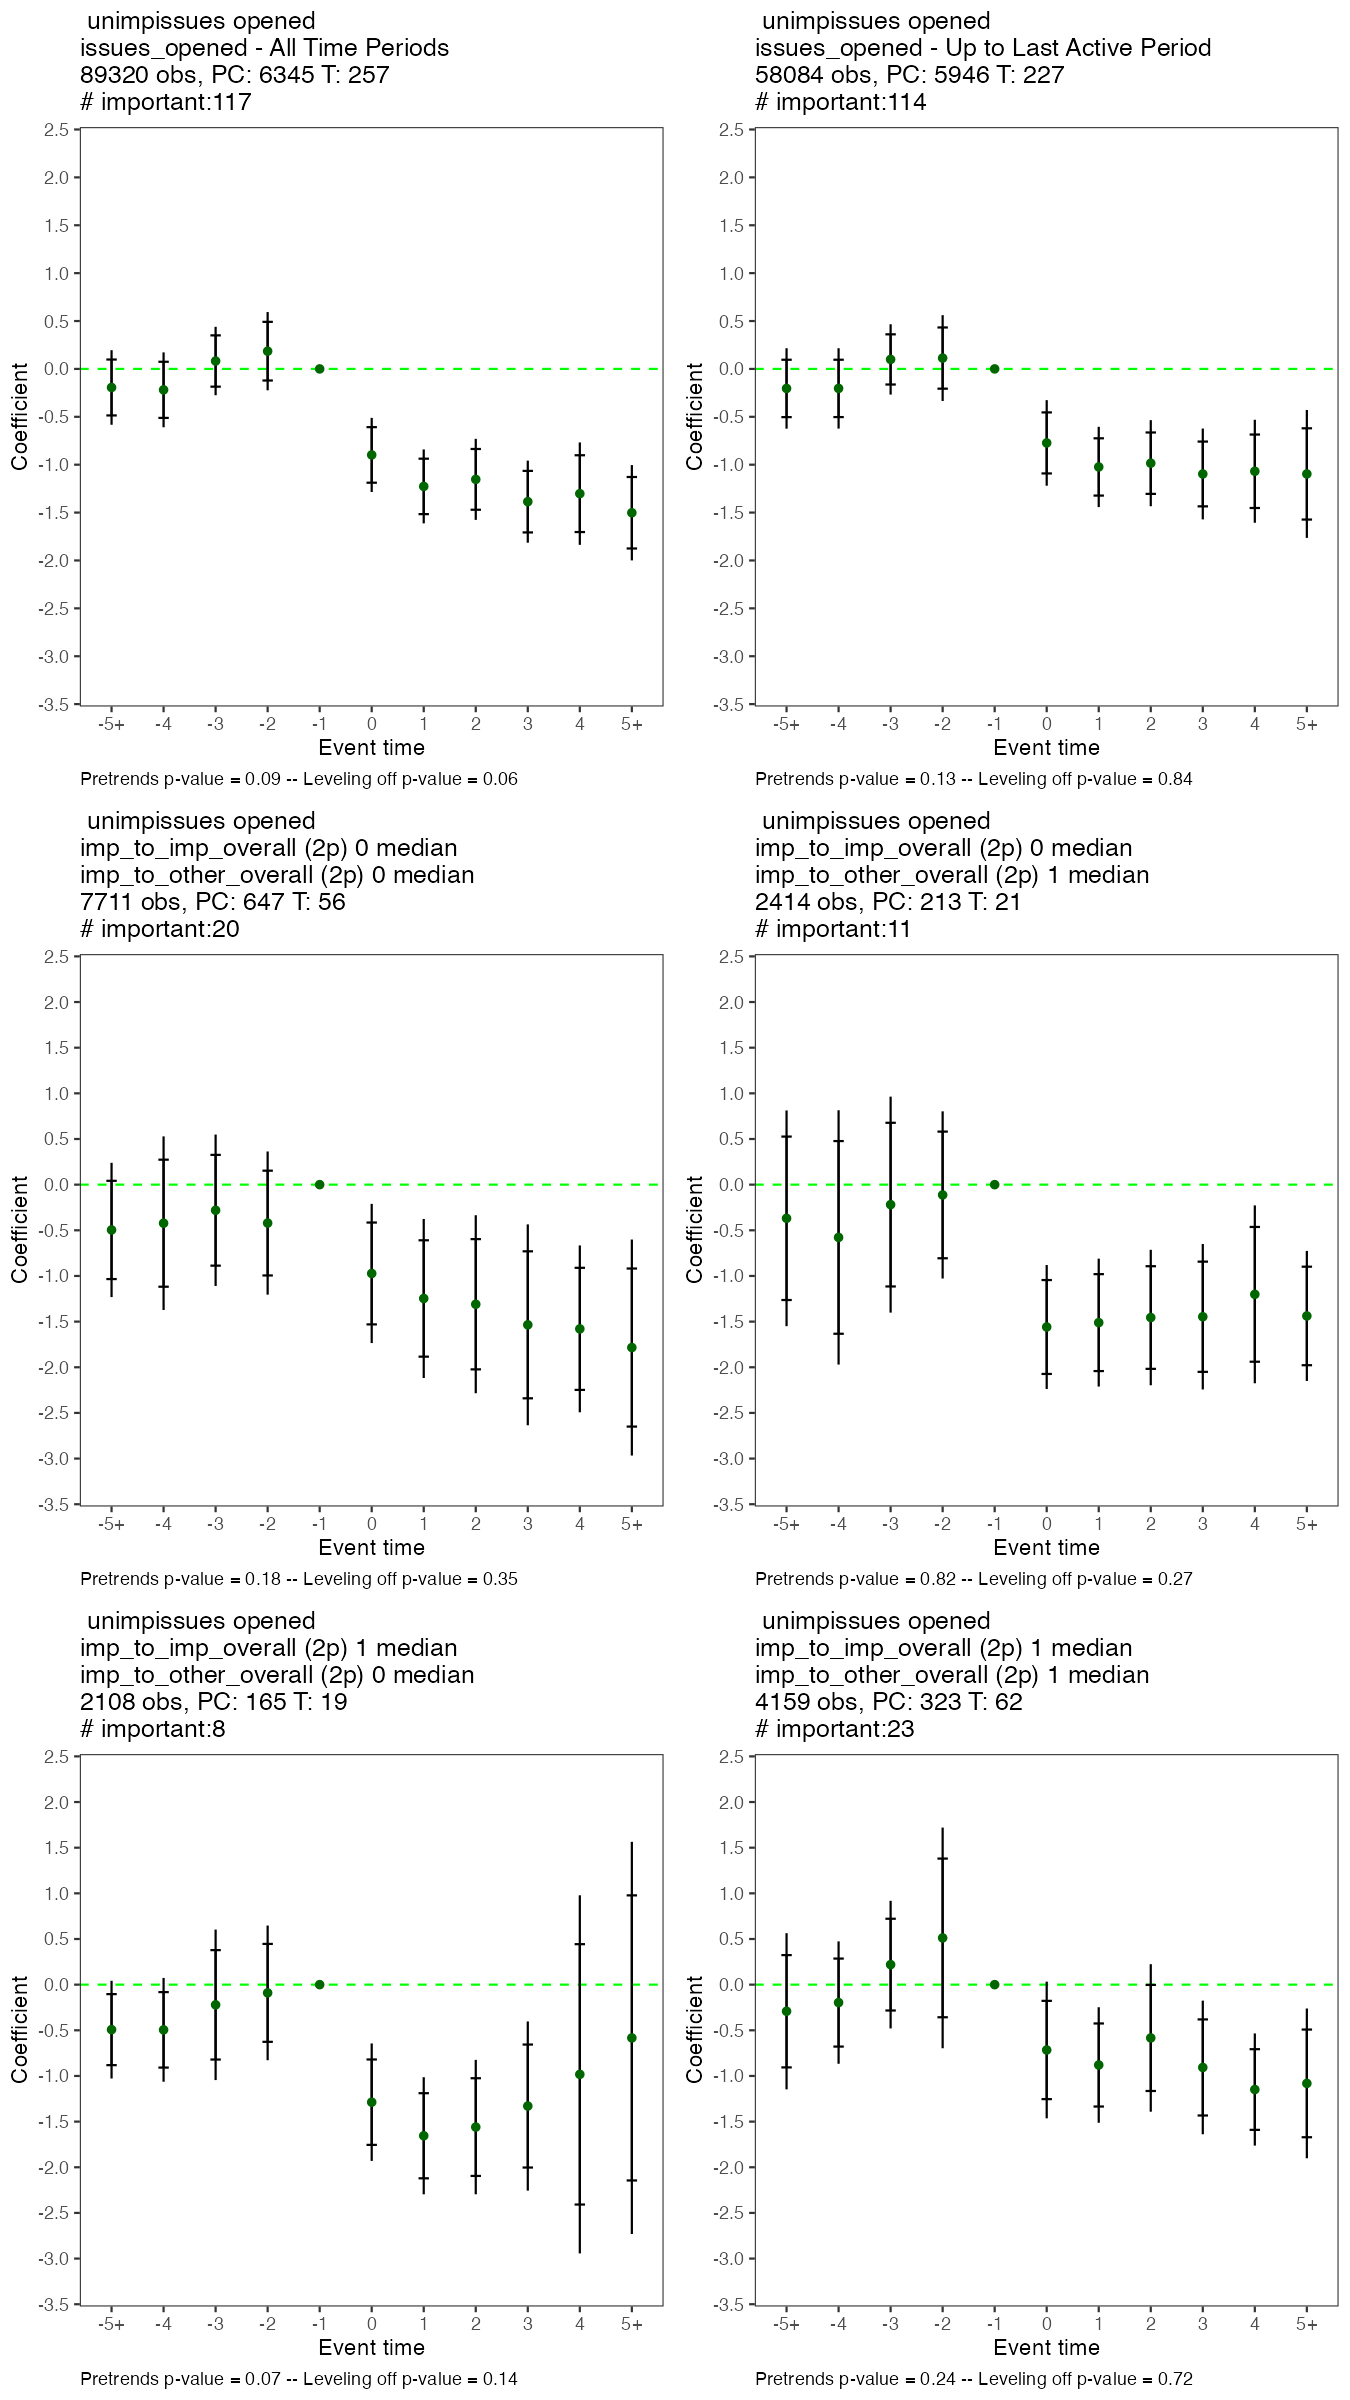 unimpissues opened
issues_opened - All Time Periods
89320 obs, PC: 6345 T: 257
# important:117
2.5
2.0
1.5
1.0
0.5
0.0
-0.5
-1.0
-1.5
-2.0
-2.5
-3.0
-3.5
Coefficient
-5+ -4 -3 -2 -1 0 1 2 3 4 5+
Event time
Pretrends p-value = 0.09 -- Leveling off p-value = 0.06
unimpissues opened
issues_opened - Up to Last Active Period
58084 obs, PC: 5946 T: 227
# important:114
2.5
2.0
1.5
1.0
0.5
0.0
-0.5
-1.0
-1.5
-2.0
-2.5
-3.0
-3.5
Coefficient
-5+ -4 -3 -2 -1 0 1 2 3 4 5+
Event time
Pretrends p-value = 0.13 -- Leveling off p-value = 0.84
unimpissues opened
imp_to_imp_overall (2p) 0 median
imp_to_other_overall (2p) 0 median
7711 obs, PC: 647 T: 56
# important:20
2.5
2.0
1.5
1.0
0.5
0.0
-0.5
-1.0
-1.5
-2.0
-2.5
-3.0
-3.5
Coefficient
-5+ -4 -3 -2 -1 0 1 2 3 4 5+
Event time
Pretrends p-value = 0.18 -- Leveling off p-value = 0.35
unimpissues opened
imp_to_imp_overall (2p) 0 median
imp_to_other_overall (2p) 1 median
2414 obs, PC: 213 T: 21
# important:11
2.5
2.0
1.5
1.0
0.5
0.0
-0.5
-1.0
-1.5
-2.0
-2.5
-3.0
-3.5
Coefficient
-5+ -4 -3 -2 -1 0 1 2 3 4 5+
Event time
Pretrends p-value = 0.82 -- Leveling off p-value = 0.27
unimpissues opened
imp_to_imp_overall (2p) 1 median
imp_to_other_overall (2p) 0 median
2108 obs, PC: 165 T: 19
# important:8
2.5
2.0
1.5
1.0
0.5
0.0
-0.5
-1.0
-1.5
-2.0
-2.5
-3.0
-3.5
Coefficient
-5+ -4 -3 -2 -1 0 1 2 3 4 5+
Event time
Pretrends p-value = 0.07 -- Leveling off p-value = 0.14
unimpissues opened
imp_to_imp_overall (2p) 1 median
imp_to_other_overall (2p) 1 median
4159 obs, PC: 323 T: 62
# important:23
2.5
2.0
1.5
1.0
0.5
0.0
-0.5
-1.0
-1.5
-2.0
-2.5
-3.0
-3.5
Coefficient
-5+ -4 -3 -2 -1 0 1 2 3 4 5+
Event time
Pretrends p-value = 0.24 -- Leveling off p-value = 0.72